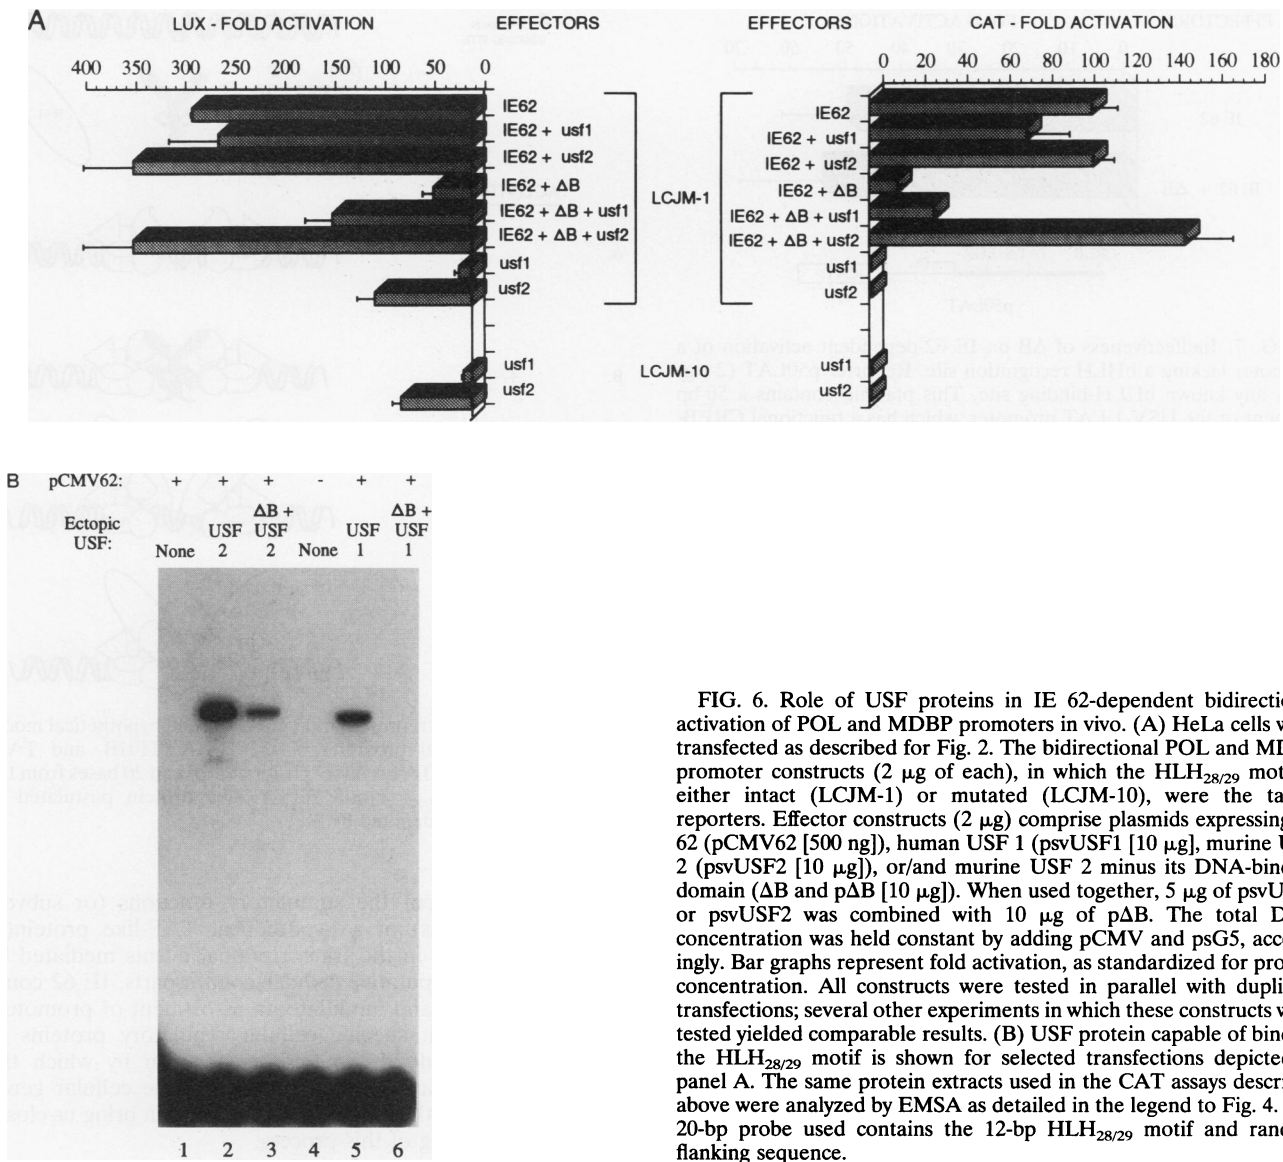 A
LUX - FOLD ACTIVATION
EFFECTORS
EFFECTORS
CAT - FOLD ACTIVATION
400 350 300 250 200 150 100 50 0
0 20 40 60 80 100 120 140 160 180
IE62
IE62 + usf1
IE62 + usf2
IE62 + ΔB
IE62 + ΔB + usf1
IE62 + ΔB + usf2
usf1
usf2
LCJM-1
IE62
IE62 + usf1
IE62 + usf2
IE62 + ΔB
IE62 + ΔB + usf1
IE62 + ΔB + usf2
usf1
usf2
usf1
usf2
LCJM-10
usf1
usf2
B
pCMV62: + + + - + +
Ectopic USF:
None
USF 2
ΔB + USF 2
None
USF 1
ΔB + USF 1
1 2 3 4 5 6
FIG. 6. Role of USF proteins in IE 62-dependent bidirectio
activation of POL and MDBP promoters in vivo. (A) HeLa cells w
transfected as described for Fig. 2. The bidirectional POL and MD
promoter constructs (2 μg of each), in which the HLH28/29 mot
either intact (LCJM-1) or mutated (LCJM-10), were the ta
reporters. Effector constructs (2 μg) comprise plasmids expressing
62 (pCMV62 [500 ng]), human USF 1 (psvUSF1 [10 μg], murine U
2 (psvUSF2 [10 μg]), or/and murine USF 2 minus its DNA-bin
domain (ΔB and pΔB [10 μg]). When used together, 5 μg of psvU
or psvUSF2 was combined with 10 μg of pΔB. The total D
concentration was held constant by adding pCMV and psG5, acco
ingly. Bar graphs represent fold activation, as standardized for pro
concentration. All constructs were tested in parallel with dupli
transfections; several other experiments in which these constructs w
tested yielded comparable results. (B) USF protein capable of bin
the HLH28/29 motif is shown for selected transfections depicted
panel A. The same protein extracts used in the CAT assays descri
above were analyzed by EMSA as detailed in the legend to Fig. 4.
20-bp probe used contains the 12-bp HLH28/29 motif and rand
flanking sequence.